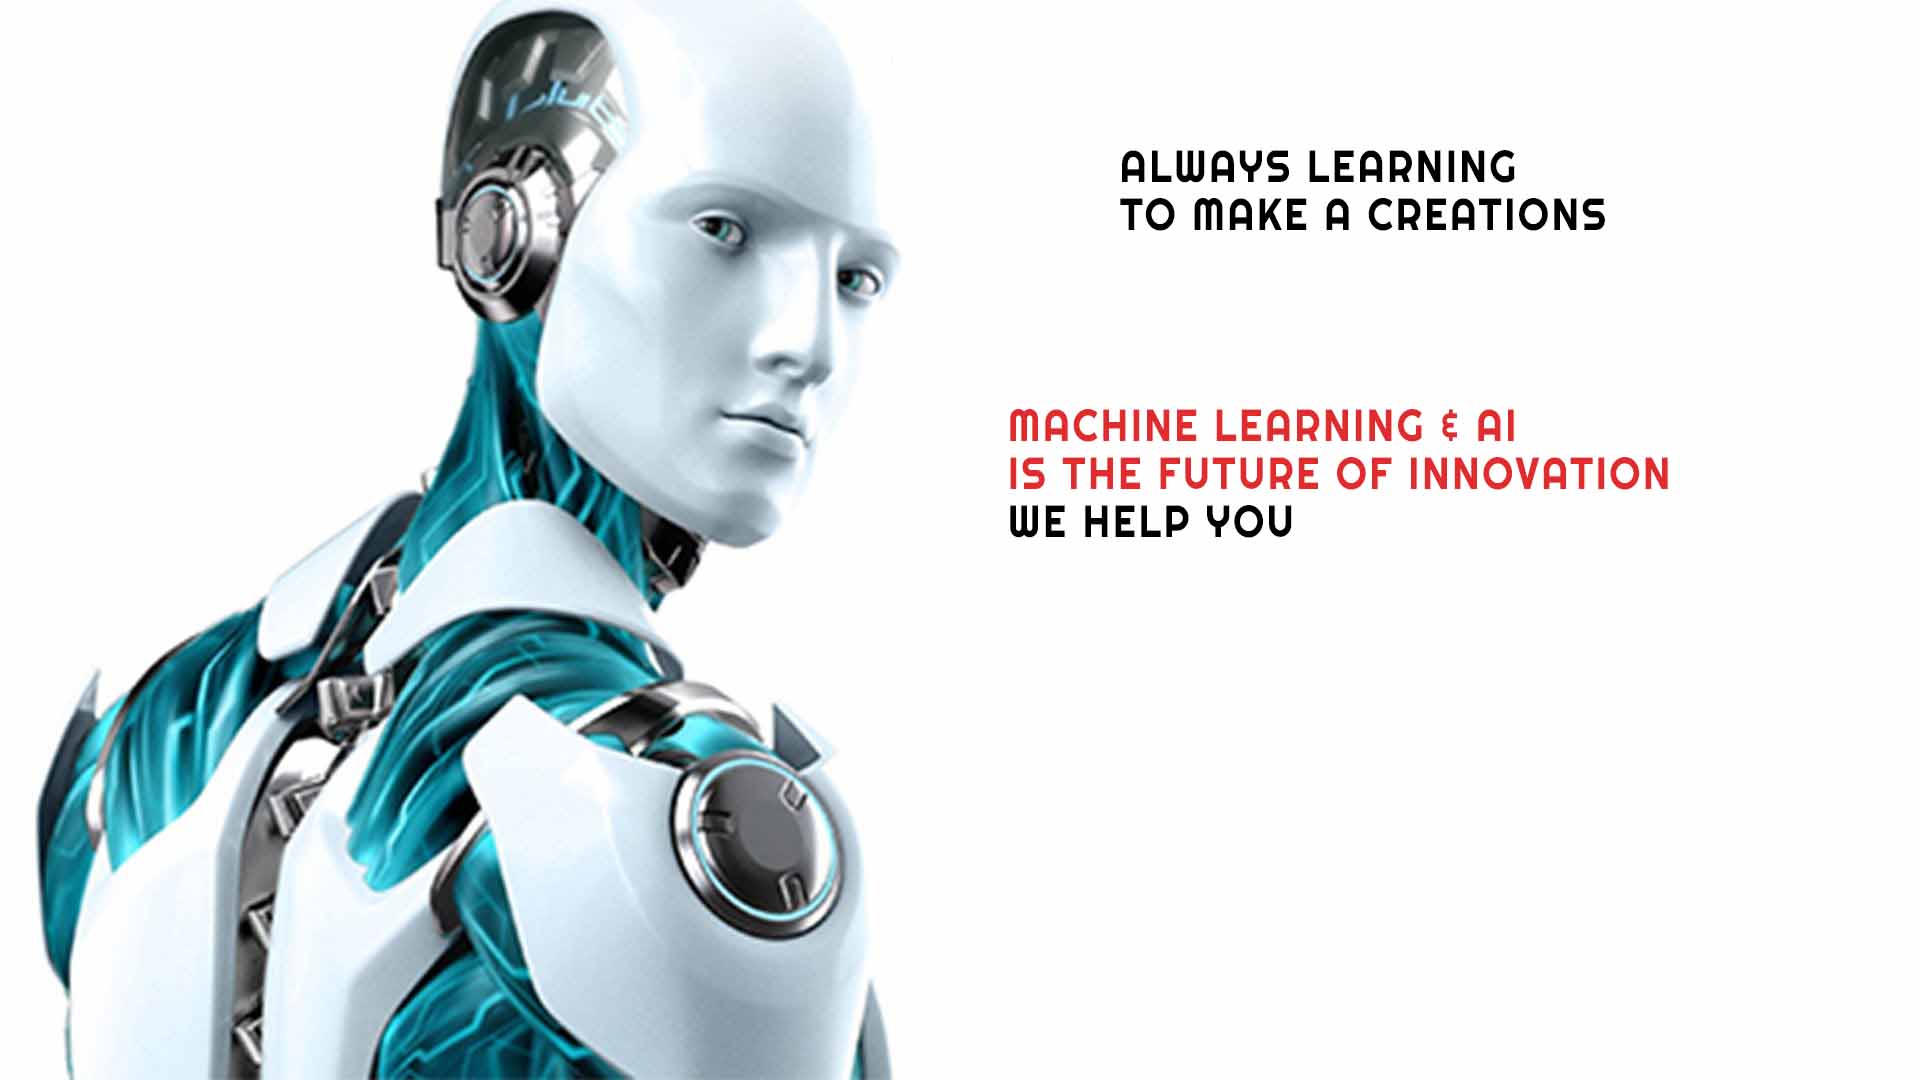 ALWAYS LEARNING
TO MAKE A CREATIONS
MACHINE LEARNING & AI
IS THE FUTURE OF INNOVATION
WE HELP YOU